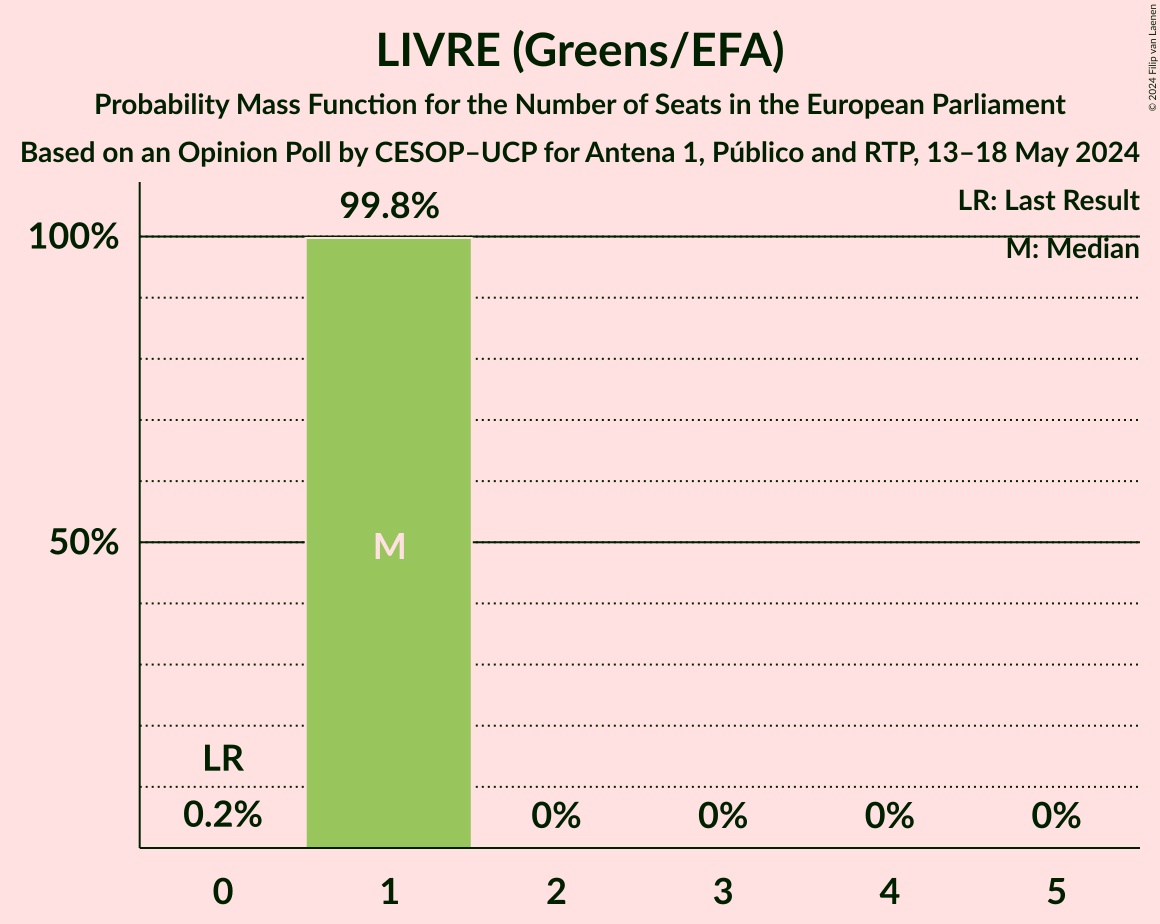 LIVRE (Greens/EFA)
Probability Mass Function for the Number of Seats in the European Parliament
Based on an Opinion Poll by CESOP–UCP for Antena 1, Público and RTP, 13–18 May 2024
© 2024 Filip van Laenen
LR: Last Result
M: Median
99.8%
100%
50%
M
LR
0.2%
0%
0%
0%
0%
0
1
2
3
4
5